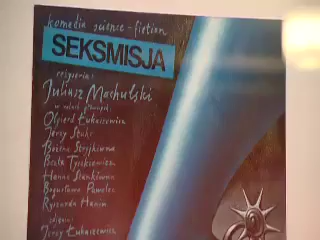 komedia science-fiction
SEKSMISJA
reżyseria:
Juliusz Machulski
w rolach głównych
Olgierd Łukaszewicz
Jerzy Stuhr
Bożena Stryjkówna
Beata Tyszkiewicz
Hanna Stankówna
Bogusława Pawelec
Ryszarda Hanin
zdjęcia:
Jerzy Łukaszewicz